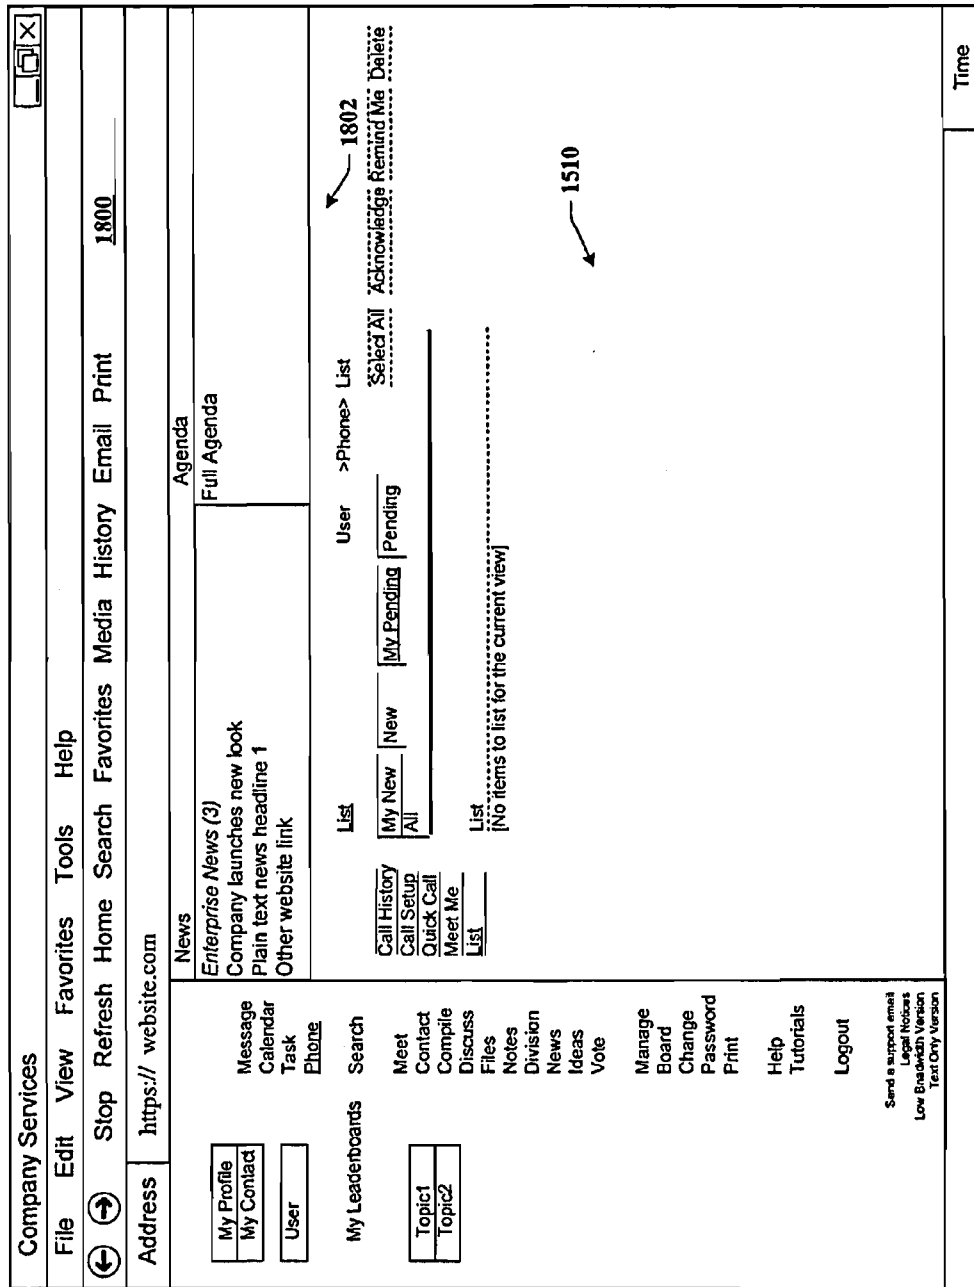 Company Services
File Edit View Favorites Tools Help
Stop Refresh Home Search Favorites Media History Email Print 1800
Address https:// website.com
News Agenda
Enterprise News (3) Full Agenda
Company launches new look
Plain text news headline 1
Other website link
My Profile
My Contact
User
My Leaderboards
Topic1
Topic2
Message
Calendar
Task
Phone
Search
Meet
Contact
Compile
Discuss
Files
Notes
Division
News
Ideas
Vote
Manage
Board
Change
Password
Print
Help
Tutorials
Logout
Send a support email
Legal Notices
Low Bnadwidth Version
Text Only Version
List User >Phone> List
1802
Call History
Call Setup
Quick Call
Meet Me
List
My New New My Pending Pending
All
Select All Acknowledge Remind Me Delete
List
[No items to list for the current view]
1510
Time